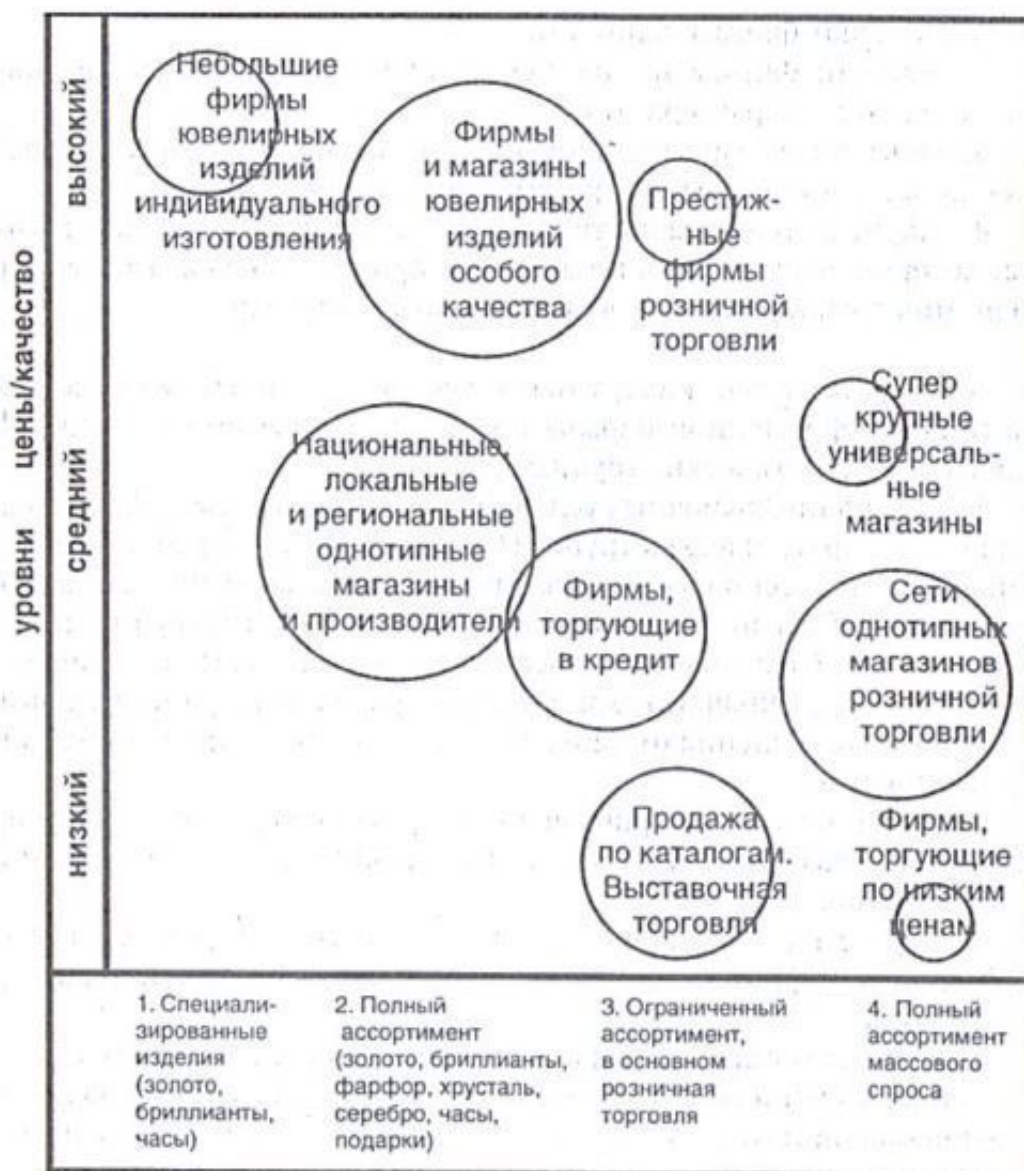 уровни цены/качество
высокий
средний
низкий
Небольшие
фирмы
ювелирных
изделий
индивидуального
изготовления
Фирмы
и магазины
ювелирных
изделий
особого
качества
Престиж-
ные
фирмы
розничной
торговли
Супер
крупные
универсаль-
ные
магазины
Национальные,
локальные
и региональные
однотипные
магазины
и производители
Фирмы,
торгующие
в кредит
Сети
однотипных
магазинов
розничной
торговли
Продажа
по каталогам.
Выставочная
торговля
Фирмы,
торгующие
по низким
ценам
1. Специали-
зированные
изделия
(золото,
бриллианты,
часы)
2. Полный
ассортимент
(золото, бриллианты,
фарфор, хрусталь,
серебро, часы,
подарки)
3. Ограниченный
ассортимент,
в основном
розничная
торговля
4. Полный
ассортимент
массового
спроса